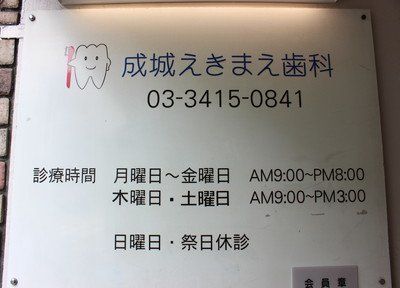 成城えきまえ歯科
03-3415-0841
診療時間 月曜日～金曜日 AM9:00~PM8:00
木曜日・土曜日 AM9:00~PM3:00
日曜日・祭日休診
会員章